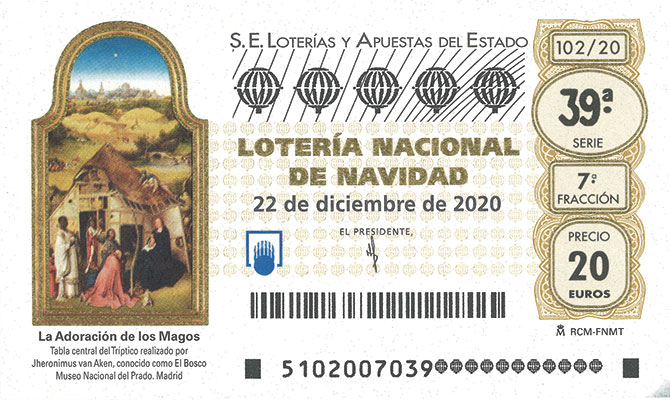 S.E. LOTERÍAS Y APUESTAS DEL ESTADO
102/20
39.ª
SERIE
LOTERÍA NACIONAL
DE NAVIDAD
22 de diciembre de 2020
7.ª
FRACCIÓN
EL PRESIDENTE,
PRECIO
20
EUROS
RCM-FNMT
La Adoración de los Magos
Tabla central del Tríptico realizado por
Jheronimus van Aken, conocido como El Bosco
Museo Nacional del Prado. Madrid
5102007039